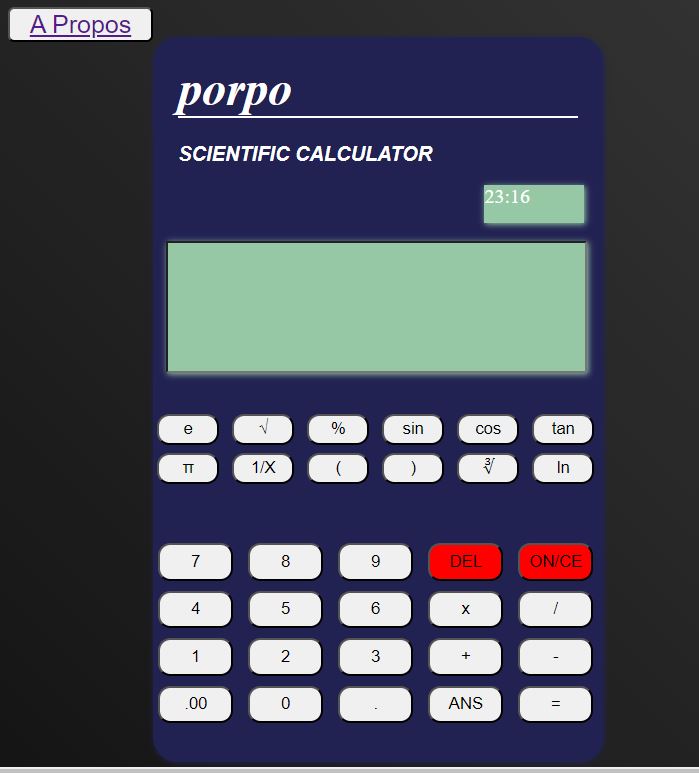 A Propos
porpo
SCIENTIFIC CALCULATOR
23:16
e √ % sin cos tan
π 1/X ( ) ∛ ln
7 8 9 DEL ON/CE
4 5 6 x /
1 2 3 + -
.00 0 . ANS =